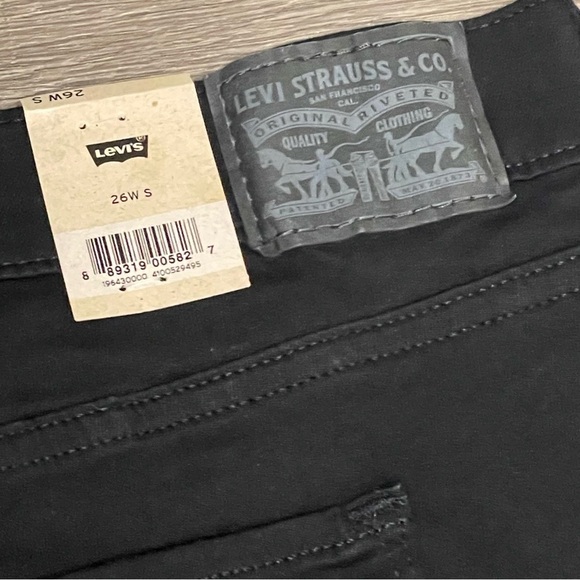 26W S
LEVI'S®
26W S
8 89319 00582 7
196430000 4100529495
LEVI STRAUSS & CO.
SAN FRANCISCO
CAL.
ORIGINAL RIVETED
QUALITY CLOTHING
PATENTED MAY 20 1873